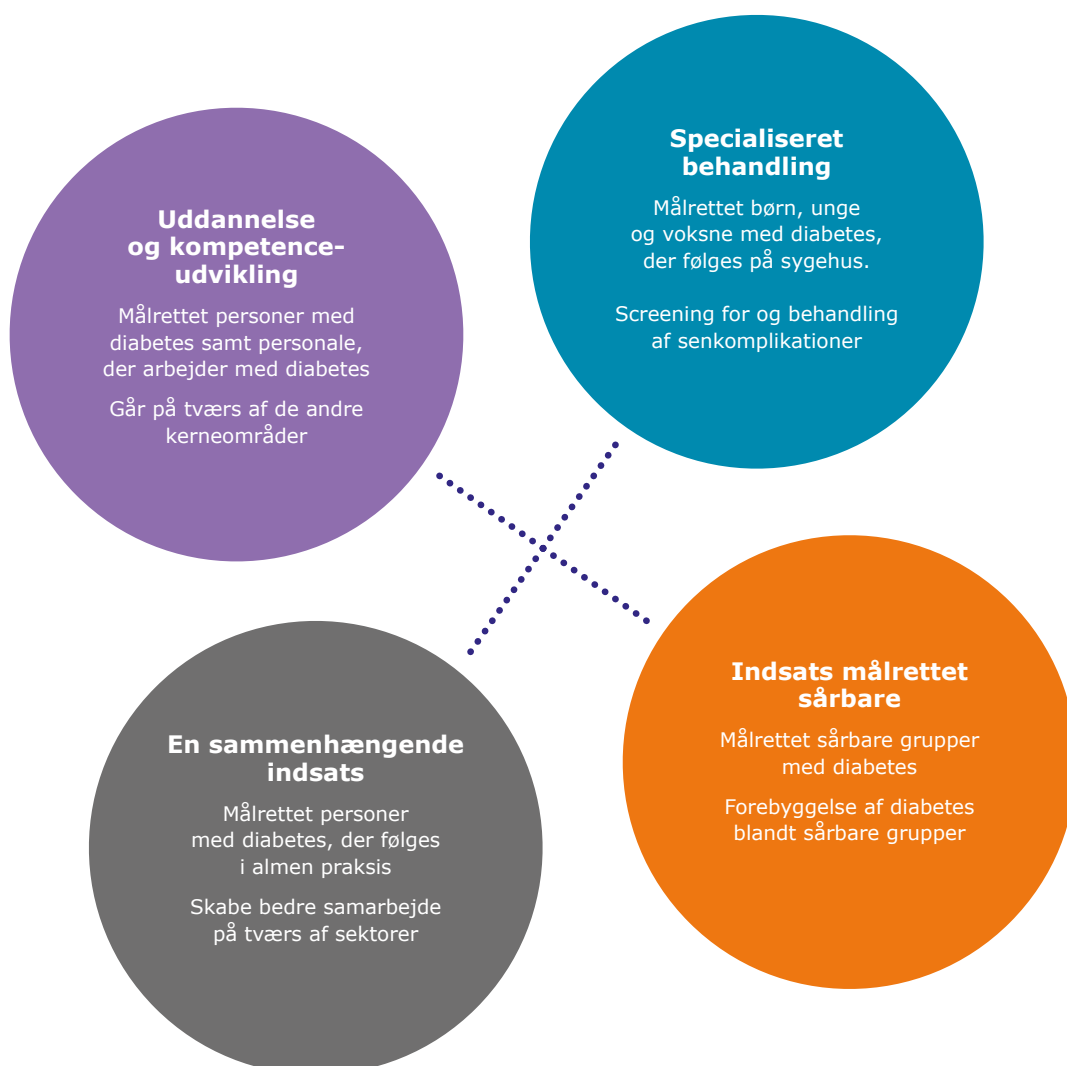 Uddannelse
og kompetence-
udvikling
Målrettet personer med
diabetes samt personale,
der arbejder med diabetes
Går på tværs af de andre
kerneområder
Specialiseret
behandling
Målrettet børn, unge
og voksne med diabetes,
der følges på sygehus.
Screening for og behandling
af senkomplikationer
En sammenhængende
indsats
Målrettet personer
med diabetes, der følges
i almen praksis
Skabe bedre samarbejde
på tværs af sektorer
Indsats målrettet
sårbare
Målrettet sårbare grupper
med diabetes
Forebyggelse af diabetes
blandt sårbare grupper